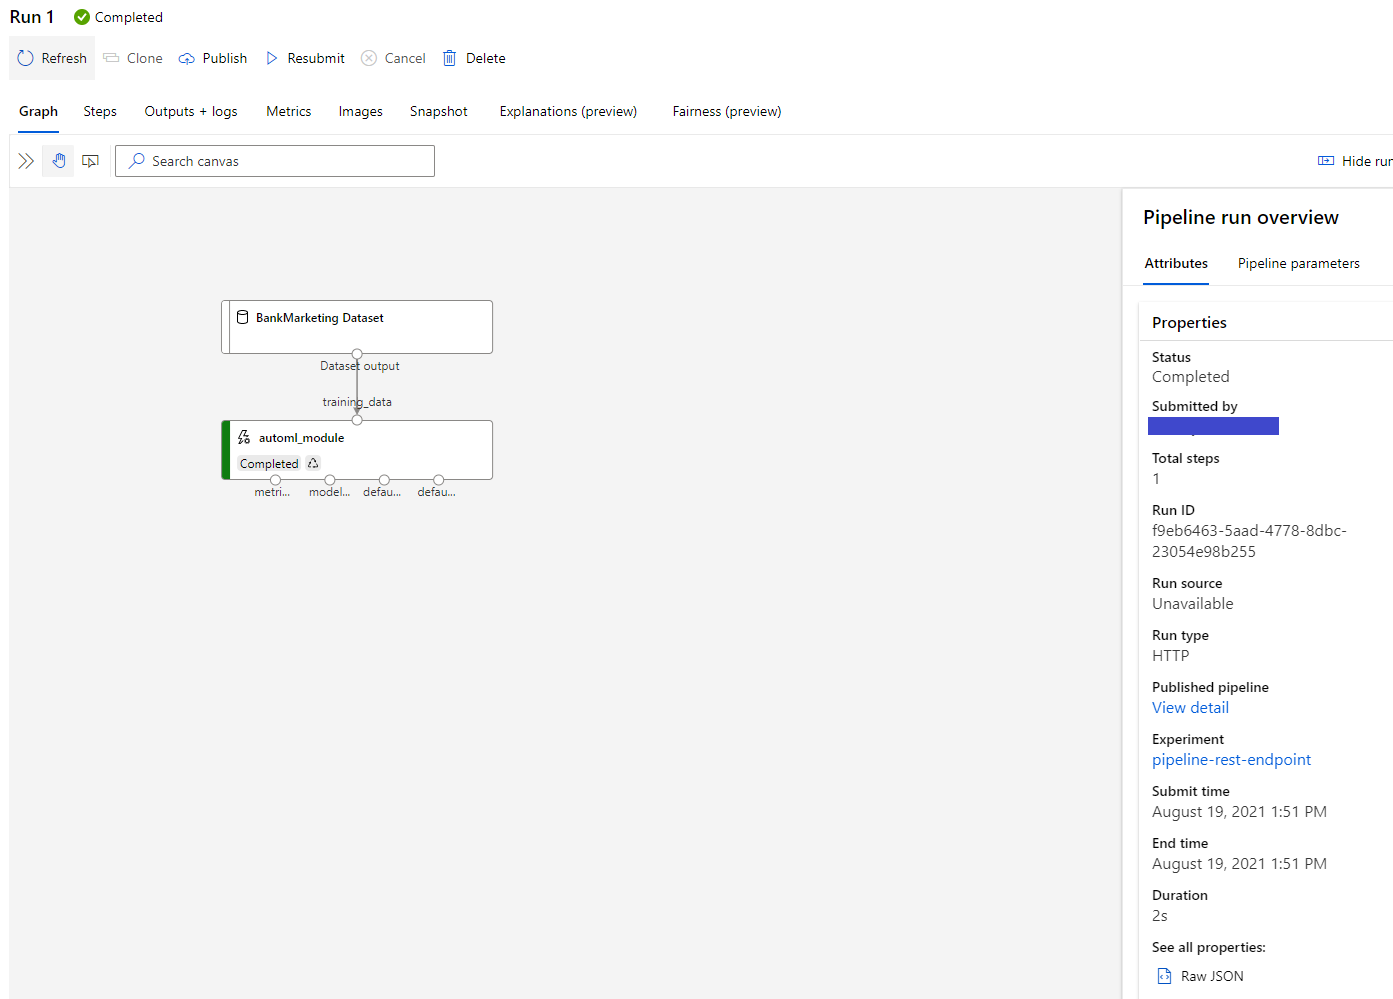 Run 1 Completed
Refresh Clone Publish Resubmit Cancel Delete
Graph Steps Outputs + logs Metrics Images Snapshot Explanations (preview) Fairness (preview)
Search canvas
Hide run
BankMarketing Dataset
Dataset output
training_data
automl_module
Completed
metri... model... defau... defau...
Pipeline run overview
Attributes Pipeline parameters
Properties
Status
Completed
Submitted by
Total steps
1
Run ID
f9eb6463-5aad-4778-8dbc-
23054e98b255
Run source
Unavailable
Run type
HTTP
Published pipeline
View detail
Experiment
pipeline-rest-endpoint
Submit time
August 19, 2021 1:51 PM
End time
August 19, 2021 1:51 PM
Duration
2s
See all properties:
Raw JSON